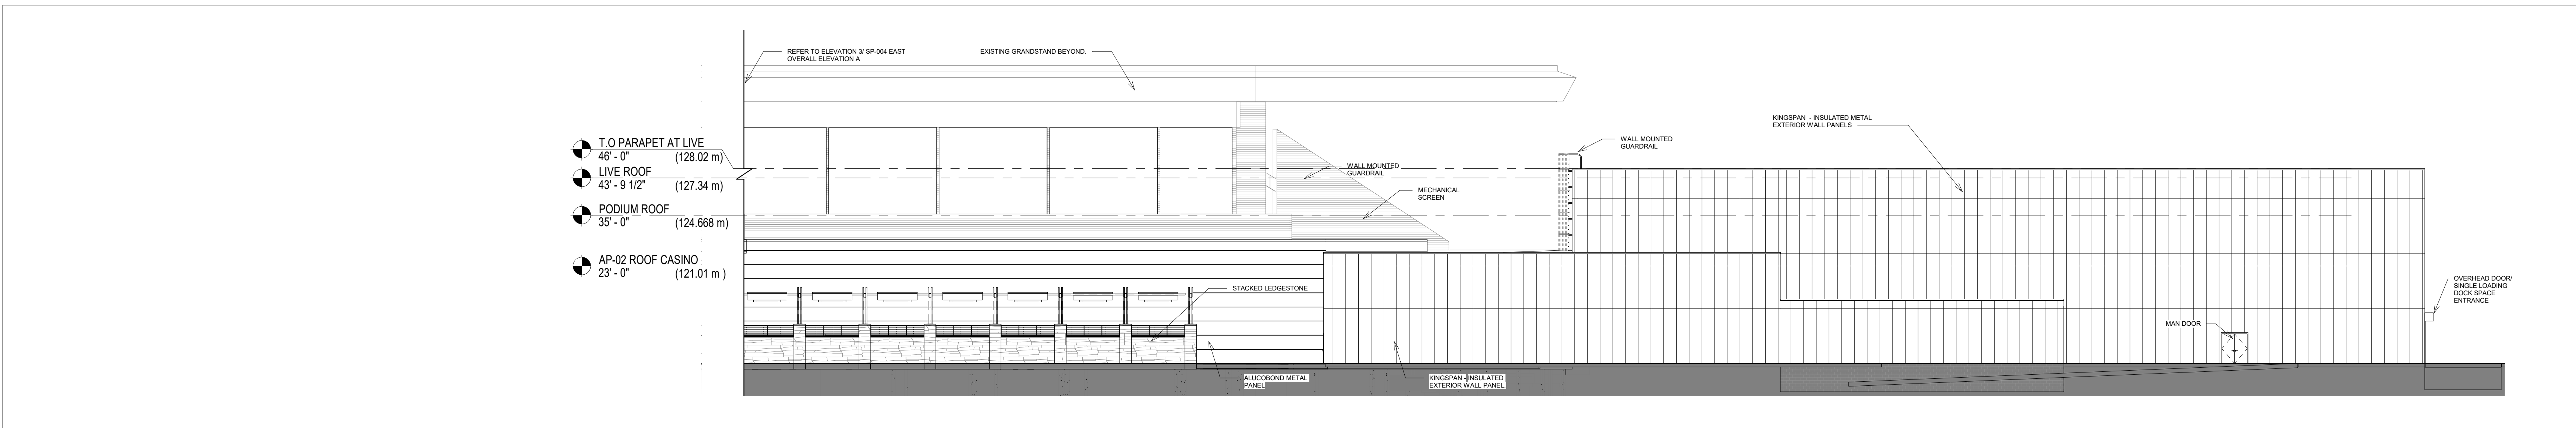 REFER TO ELEVATION 3/ SP-004 EAST
OVERALL ELEVATION A
EXISTING GRANDSTAND BEYOND.
T.O PARAPET AT LIVE
46' - 0" (128.02 m)
LIVE ROOF
43' - 9 1/2" (127.34 m)
PODIUM ROOF
35' - 0" (124.668 m)
AP-02 ROOF CASINO
23' - 0" (121.01 m )
WALL MOUNTED
GUARDRAIL
MECHANICAL
SCREEN
WALL MOUNTED
GUARDRAIL
KINGSPAN - INSULATED METAL
EXTERIOR WALL PANELS
STACKED LEDGESTONE
OVERHEAD DOOR/
SINGLE LOADING
DOCK SPACE
ENTRANCE
MAN DOOR
ALUCOBOND METAL
PANEL
KINGSPAN -INSULATED
EXTERIOR WALL PANEL